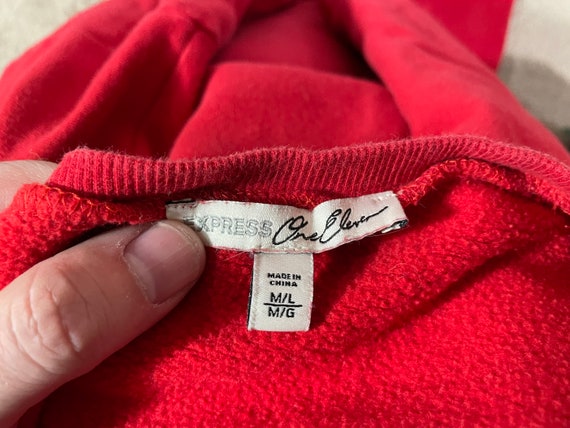 EXPRESS One Eleven
MADE IN
CHINA
M/L
M/G